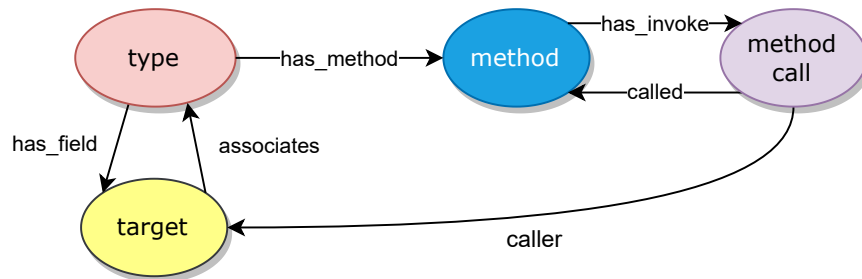 type
has_method
method
has_invoke
method
call
called
has_field
associates
target
caller